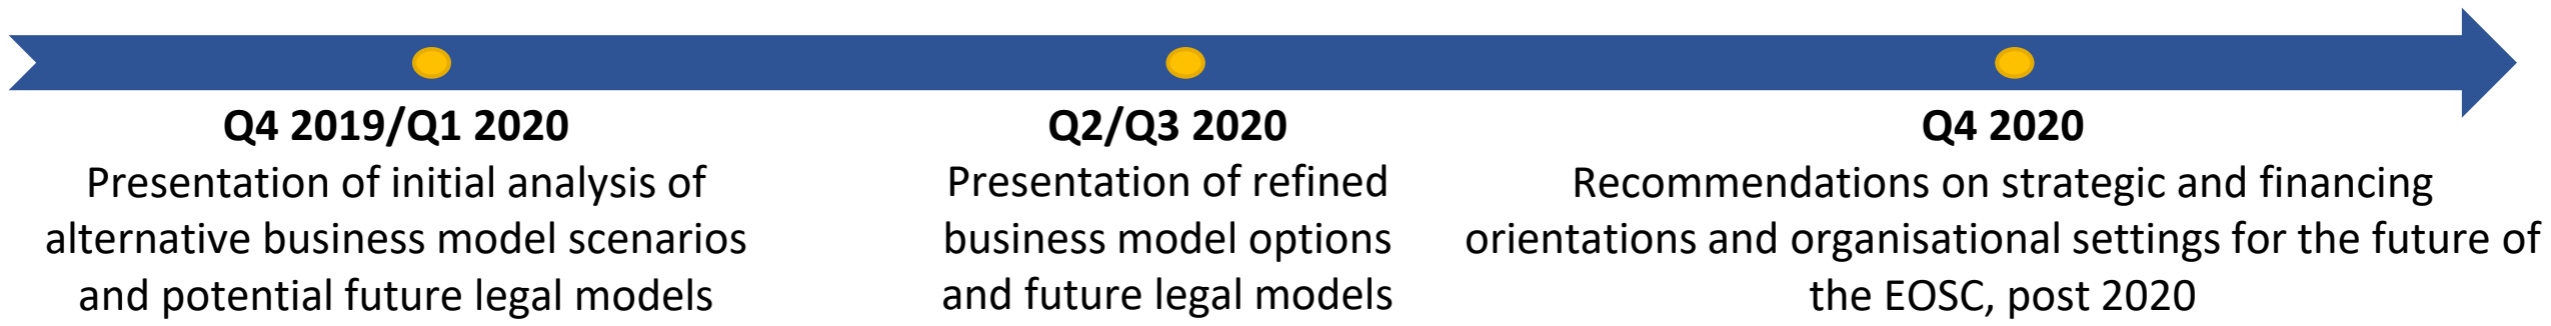 Q4 2019/Q1 2020
Presentation of initial analysis of
alternative business model scenarios
and potential future legal models
Q2/Q3 2020
Presentation of refined
business model options
and future legal models
Q4 2020
Recommendations on strategic and financing
orientations and organisational settings for the future of
the EOSC, post 2020